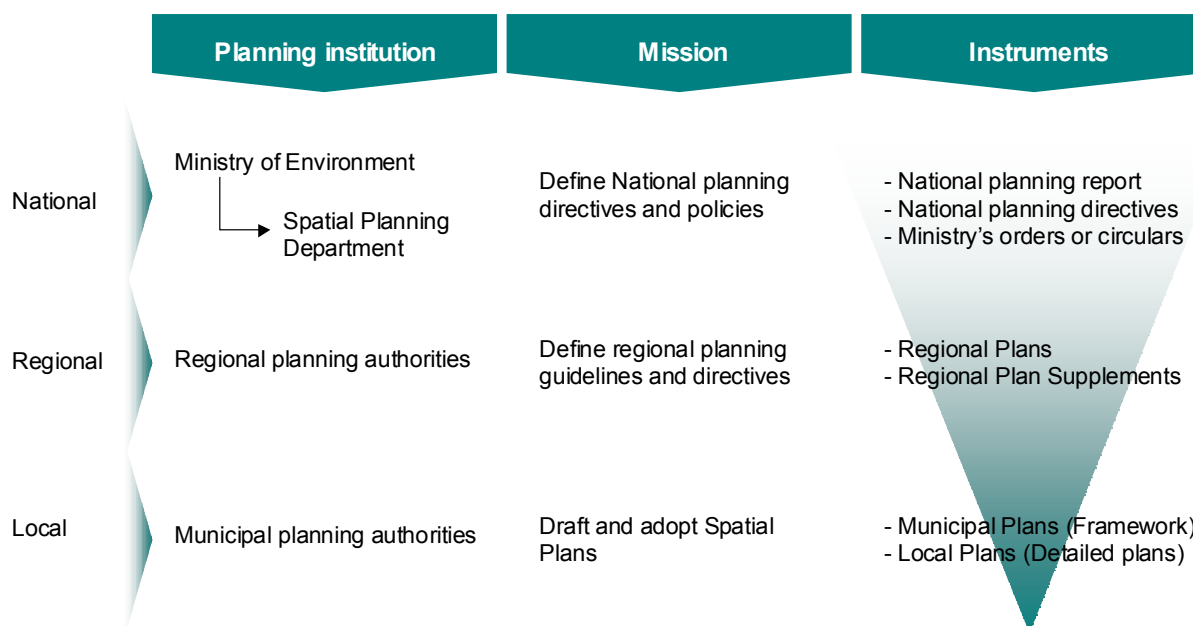 Planning institution
Mission
Instruments
National
Ministry of Environment
Spatial Planning
Department
Define National planning
directives and policies
- National planning report
- National planning directives
- Ministry’s orders or circulars
Regional
Regional planning authorities
Define regional planning
guidelines and directives
- Regional Plans
- Regional Plan Supplements
Local
Municipal planning authorities
Draft and adopt Spatial
Plans
- Municipal Plans (Framework)
- Local Plans (Detailed plans)